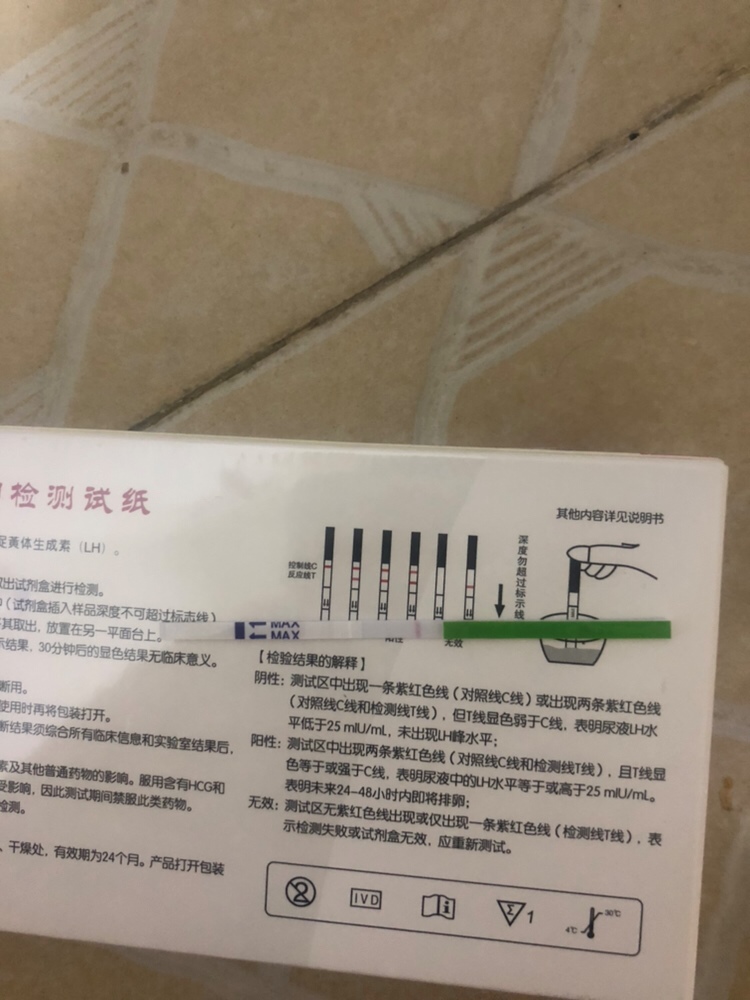 检测试纸
其他内容详见说明书
促黄体生成素（LH）。
控制线C
反应线T
深度勿超过标示线
取出试剂盒进行检测。
（试剂盒插入样品深度不可超过标志线）
其取出，放置在另一平面台上。
示结果，30分钟后的显色结果无临床意义。
MAX
MAX
无效
断用。
使用时再将包装打开。
断结果须综合所有临床信息和实验室结果后，
素及其他普通药物的影响。服用含有HCG和
受影响，因此测试期间禁服此类药物。
检测。
、干燥处，有效期为24个月。产品打开包装
【检验结果的解释】
阴性：测试区中出现一条紫红色线（对照线C线）或出现两条紫红色线
（对照线C线和检测线T线），但T线显色弱于C线，表明尿液LH水
平低于25 mIU/mL，未出现LH峰水平；
阳性：测试区中出现两条紫红色线（对照线C线和检测线T线），且T线显
色等于或强于C线，表明尿液中的LH水平等于或高于25 mIU/mL。
表明未来24-48小时内即将排卵；
无效：测试区无紫红色线出现或仅出现一条紫红色线（检测线T线），表
示检测失败或试剂盒无效，应重新测试。
IVD
i
Σ
1
4℃
30℃